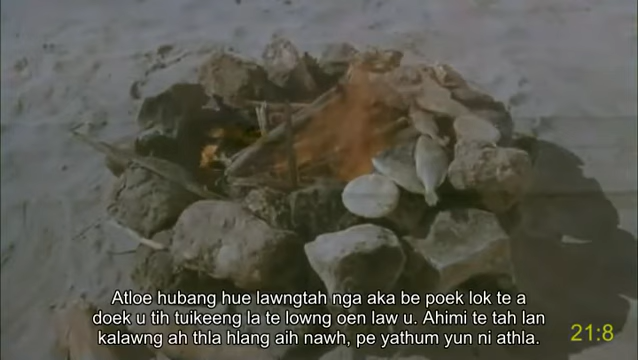 Atloe hubang hue lawngtah nga aka be poek lok te a
doek u tih tuikeeng la te lowng oen law u. Ahimi te tah lan
kalawng ah thla hlang aih nawh, pe yathum yun ni athla.
21:8